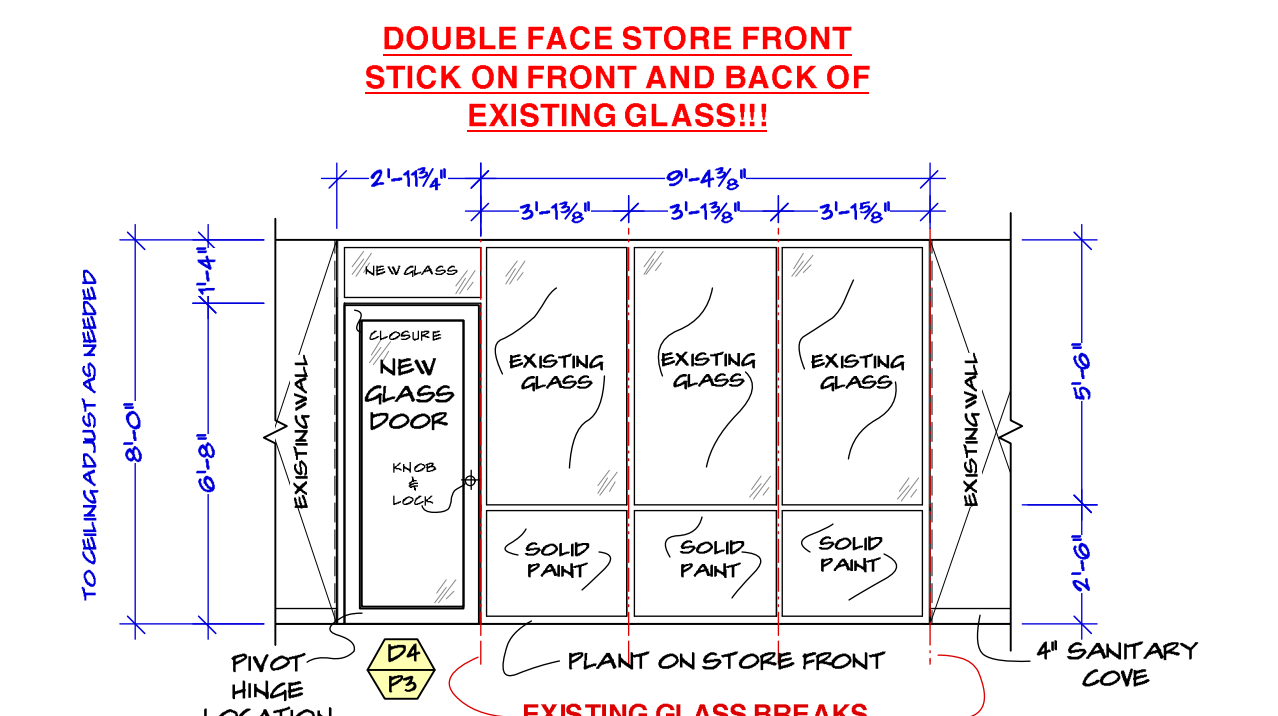 DOUBLE FACE STORE FRONT
STICK ON FRONT AND BACK OF
EXISTING GLASS!!!
2'-11¾" 9'-4⅜"
3'-1⅜" 3'-1⅜" 3'-1⅝"
TO CEILING ADJUST AS NEEDED
8'-0"
1'-4"
6'-8"
EXISTING WALL
NEW GLASS
CLOSURE
NEW
GLASS
DOOR
KNOB
&
LOCK
EXISTING
GLASS
EXISTING
GLASS
EXISTING
GLASS
SOLID
PAINT
SOLID
PAINT
SOLID
PAINT
EXISTING WALL
5'-6"
2'-6"
PIVOT
HINGE
LOCATION
D4
P3
PLANT ON STORE FRONT
4" SANITARY
COVE
EXISTING GLASS BREAKS